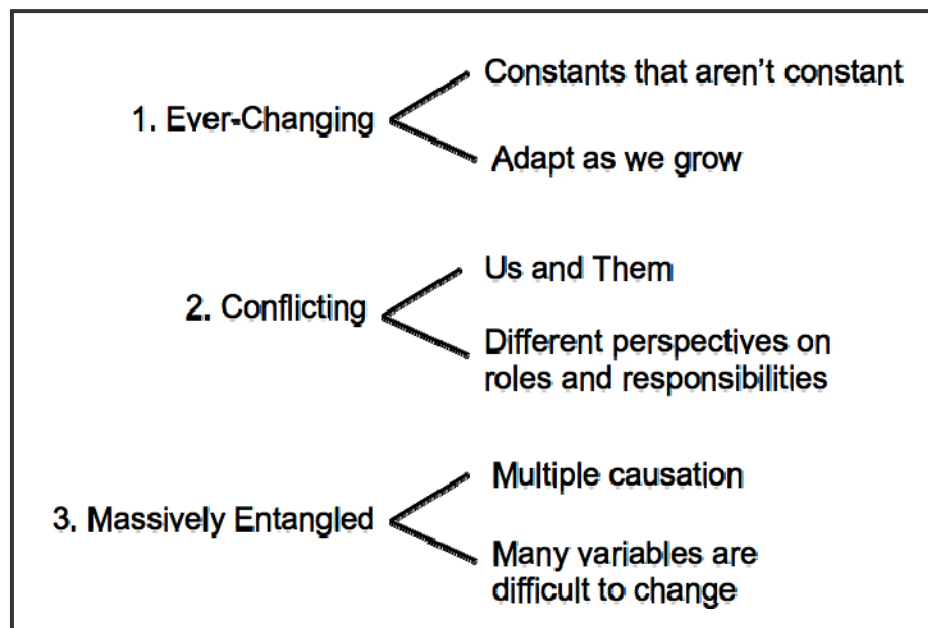 1. Ever-Changing
Constants that aren't constant
Adapt as we grow
2. Conflicting
Us and Them
Different perspectives on
roles and responsibilities
3. Massively Entangled
Multiple causation
Many variables are
difficult to change